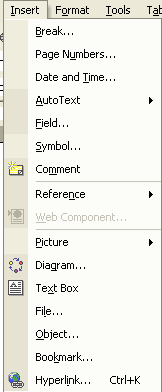 Insert Format Tools Tab
Break...
Page Numbers...
Date and Time...
AutoText
Field...
Symbol...
Comment
Reference
Web Component...
Picture
Diagram...
Text Box
File...
Object...
Bookmark...
Hyperlink... Ctrl+K